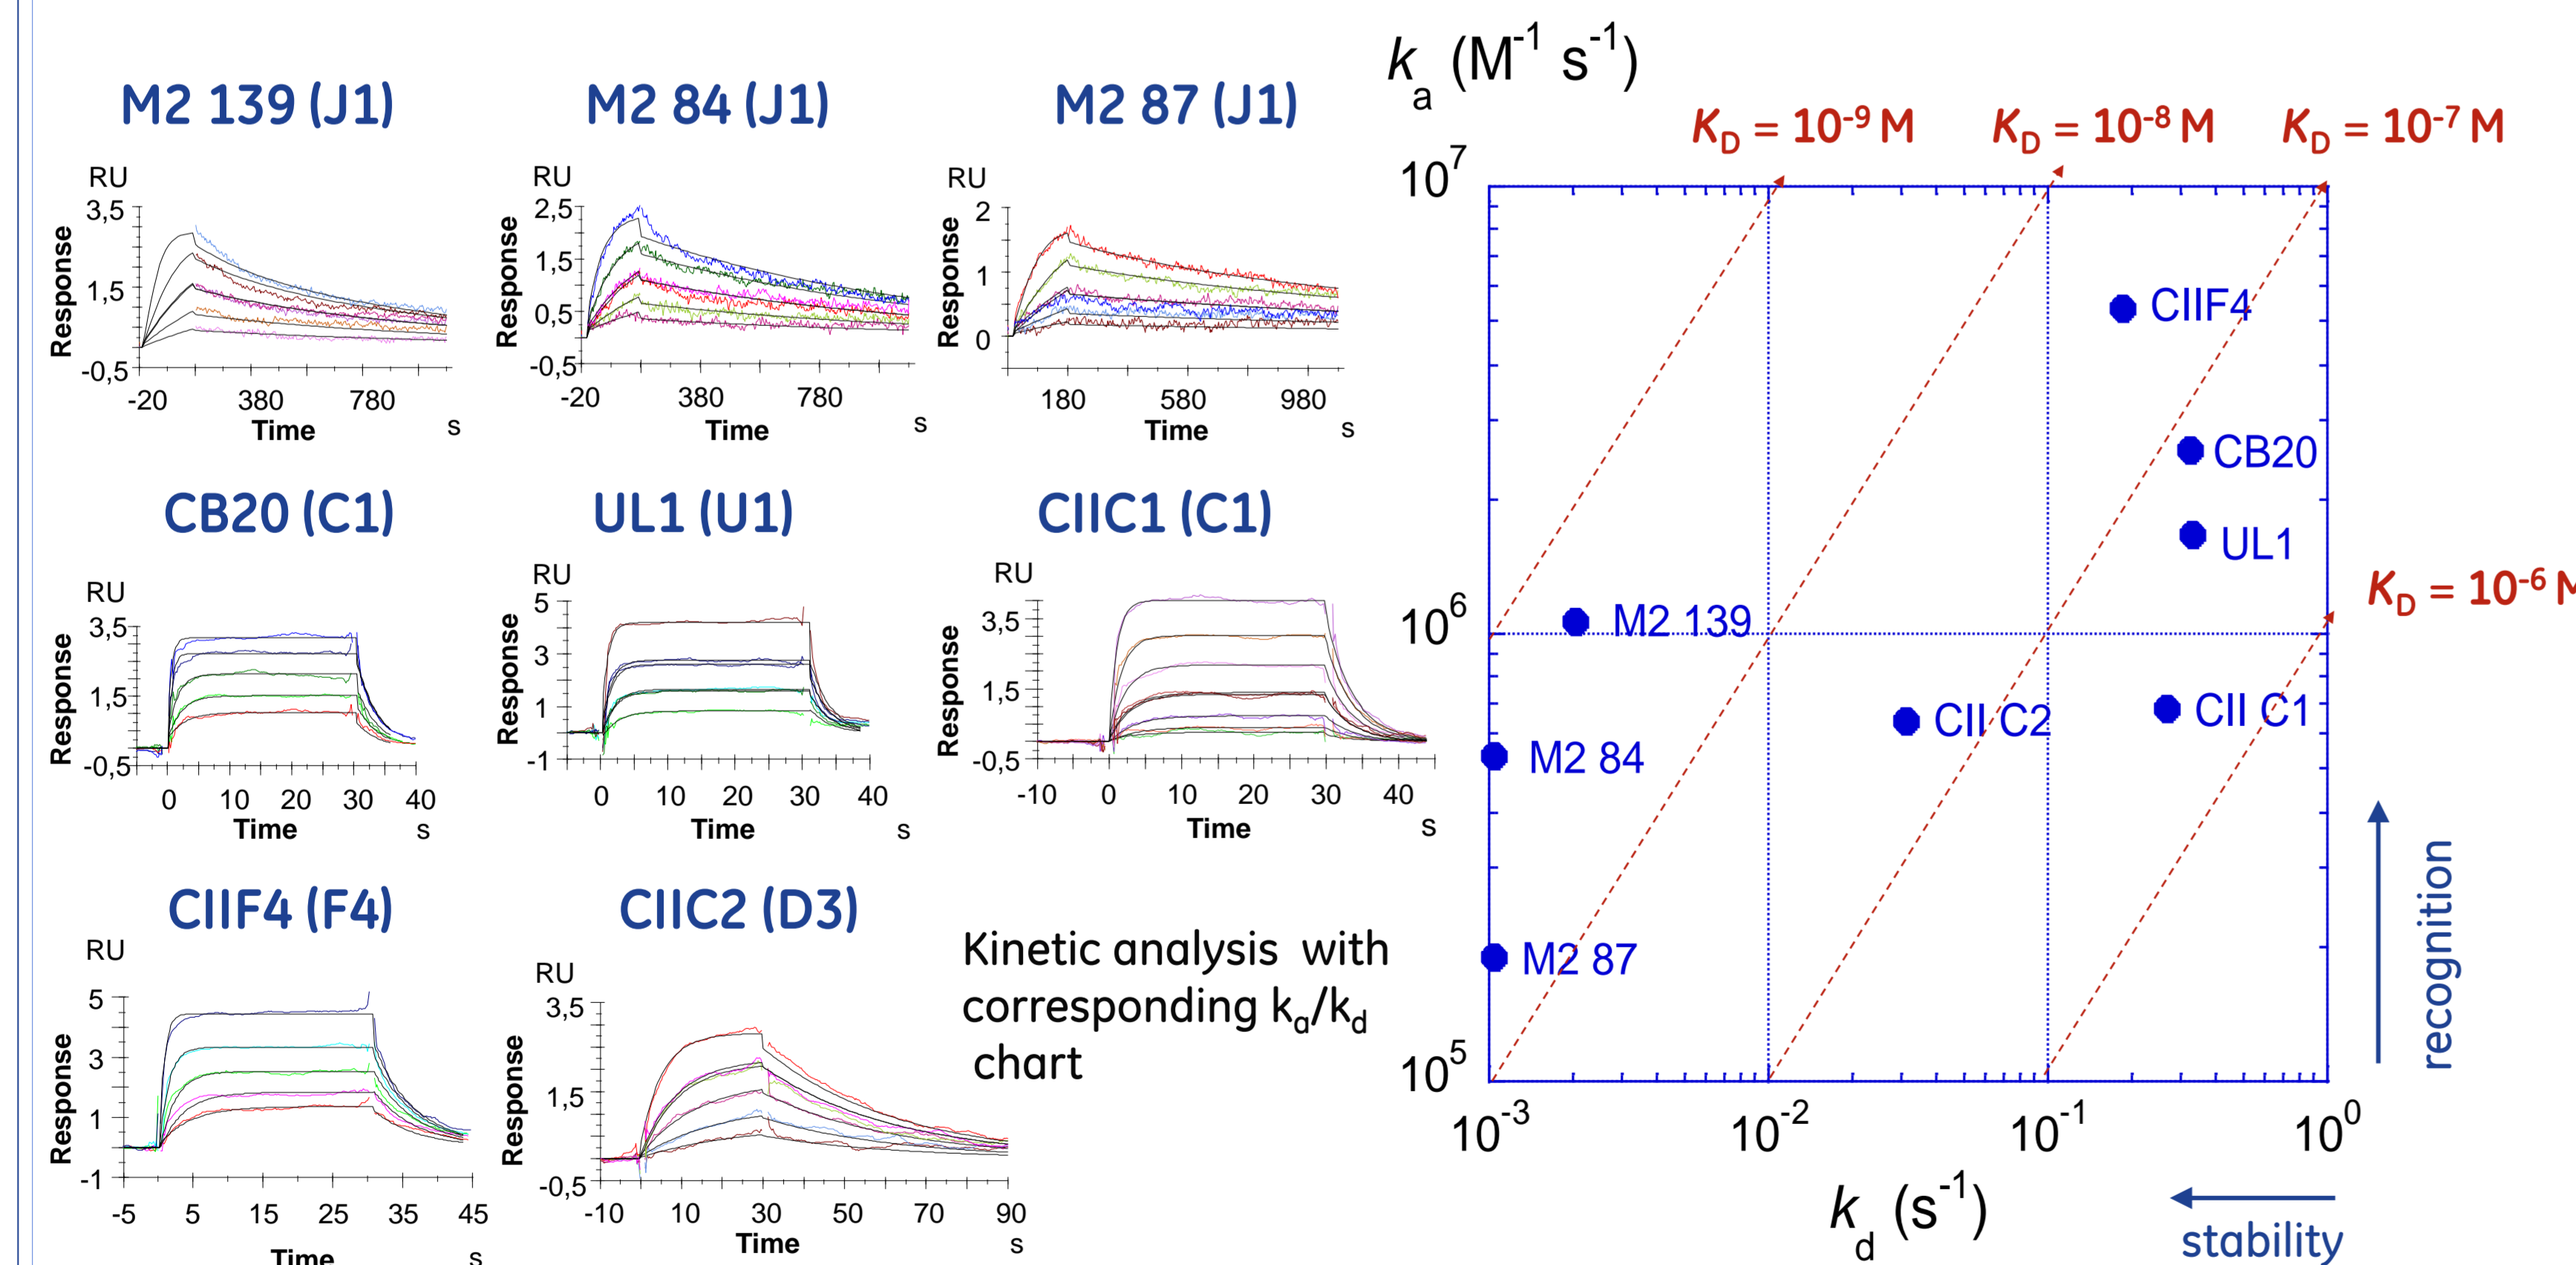 M2 139 (J1)
RU
Response
3,5
1,5
-0,5
-20 380 780
Time s
M2 84 (J1)
RU
Response
2,5
1,5
0,5
-0,5
-20 380 780
Time s
M2 87 (J1)
RU
Response
2
1
0
180 580 980
Time s
CB20 (C1)
RU
Response
3,5
1,5
-0,5
0 10 20 30 40
Time s
UL1 (U1)
RU
Response
5
3
1
-1
0 10 20 30 40
Time s
CIIC1 (C1)
RU
Response
3,5
1,5
-0,5
-10 0 10 20 30 40
Time s
CIIF4 (F4)
RU
Response
5
3
1
-1
-5 5 15 25 35 45
Time s
CIIC2 (D3)
RU
Response
3,5
1,5
-0,5
-10 10 30 50 70 90
Time s
Kinetic analysis with
corresponding ka/kd
chart
ka (M-1 s-1)
KD = 10-9 M
KD = 10-8 M
KD = 10-7 M
KD = 10-6 M
10^7
10^6
10^5
CIIF4
CB20
UL1
M2 139
CII C2
CII C1
M2 84
M2 87
10^-3 10^-2 10^-1 10^0
kd (s-1)
recognition
stability